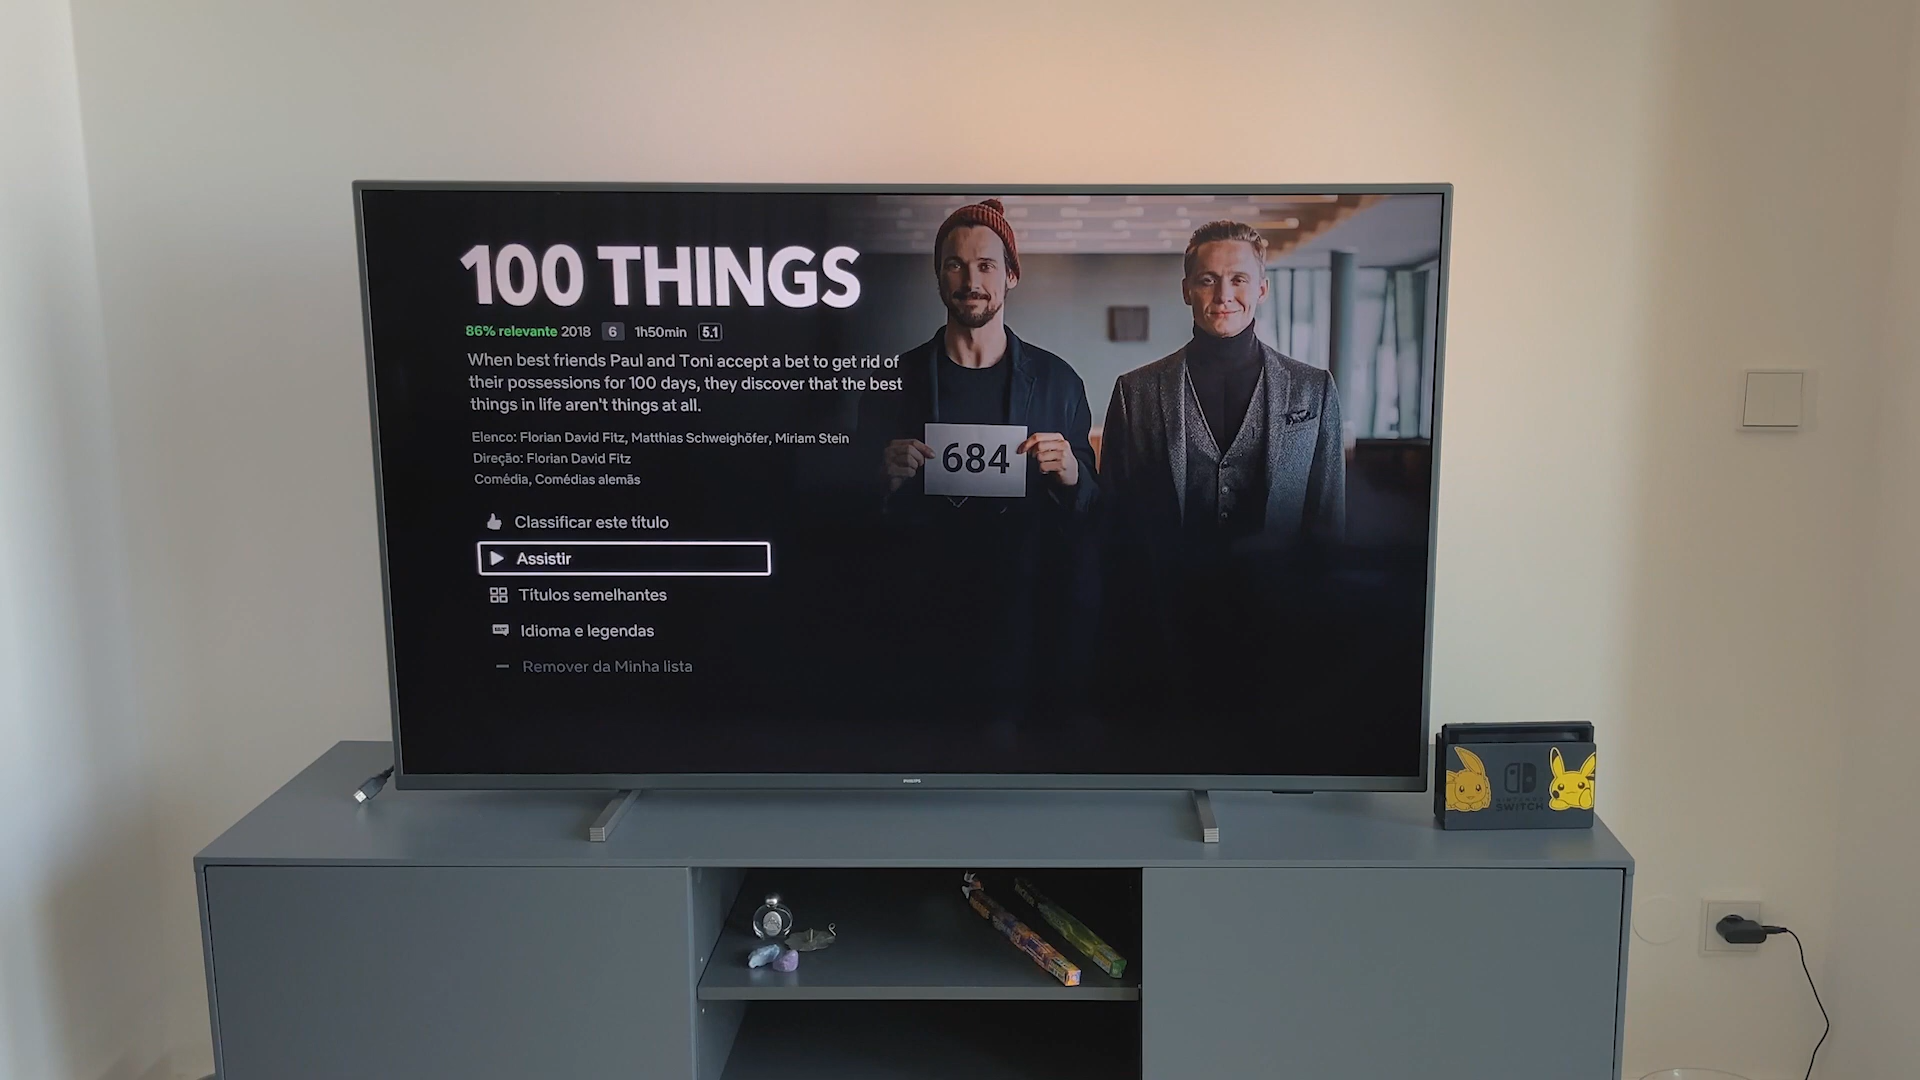 100 THINGS
86% relevante 2018 6 1h50min 5.1
When best friends Paul and Toni accept a bet to get rid of
their possessions for 100 days, they discover that the best
things in life aren't things at all.
Elenco: Florian David Fitz, Matthias Schweighöfer, Miriam Stein
Direção: Florian David Fitz
Comédia, Comédias alemãs
684
Classificar este título
Assistir
Títulos semelhantes
Idioma e legendas
Remover da Minha lista
PHILIPS
NINTENDO
SWITCH